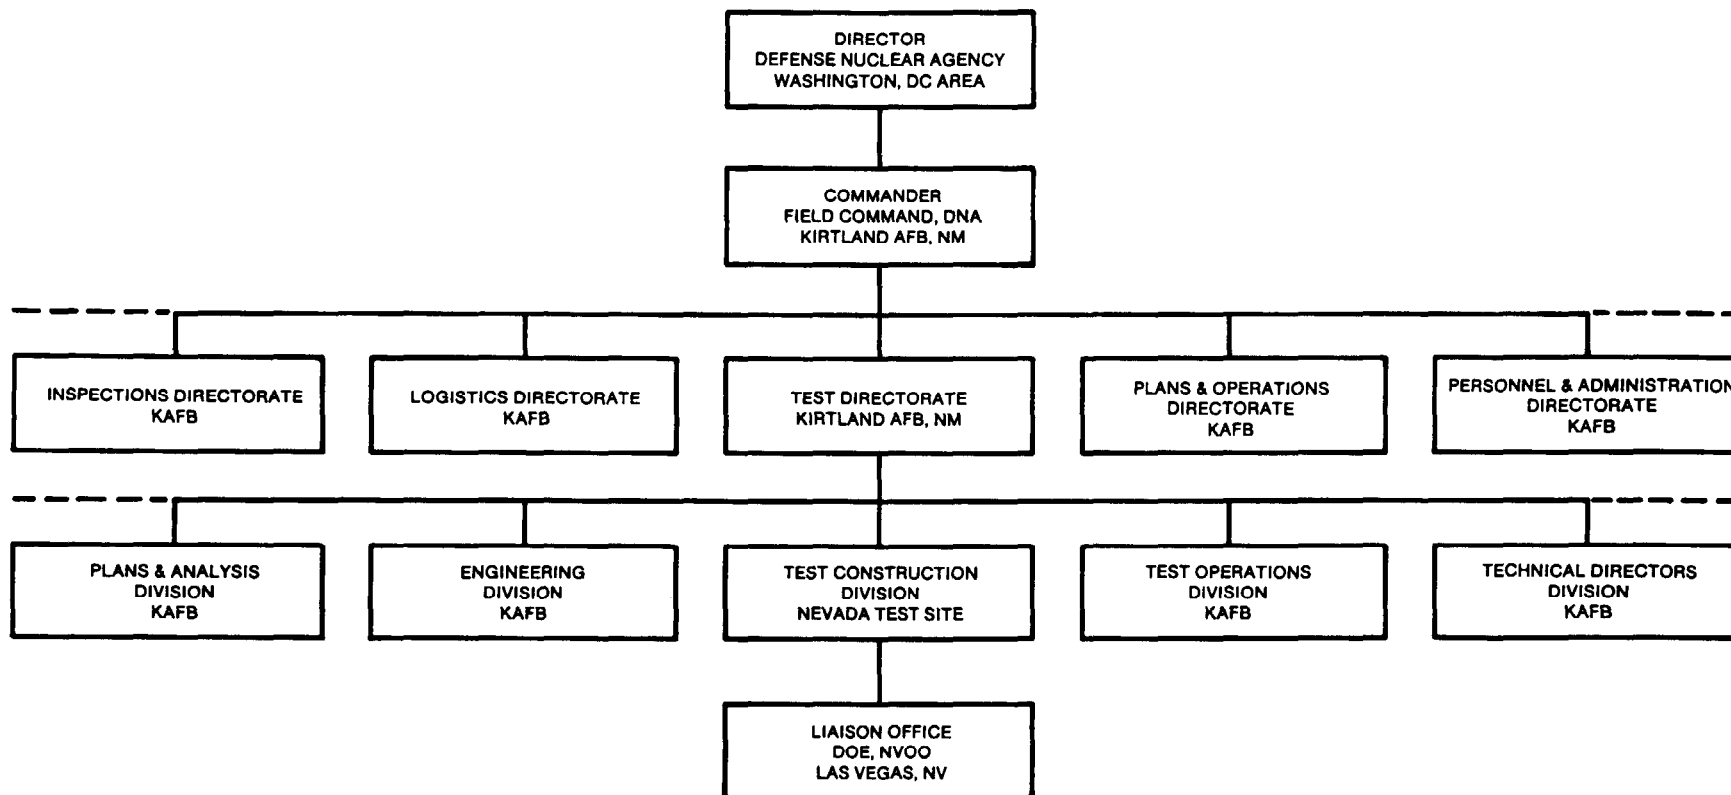 DIRECTOR
DEFENSE NUCLEAR AGENCY
WASHINGTON, DC AREA
COMMANDER
FIELD COMMAND, DNA
KIRTLAND AFB, NM
INSPECTIONS DIRECTORATE
KAFB
LOGISTICS DIRECTORATE
KAFB
TEST DIRECTORATE
KIRTLAND AFB, NM
PLANS & OPERATIONS
DIRECTORATE
KAFB
PERSONNEL & ADMINISTRATION
DIRECTORATE
KAFB
PLANS & ANALYSIS
DIVISION
KAFB
ENGINEERING
DIVISION
KAFB
TEST CONSTRUCTION
DIVISION
NEVADA TEST SITE
TEST OPERATIONS
DIVISION
KAFB
TECHNICAL DIRECTORS
DIVISION
KAFB
LIAISON OFFICE
DOE, NVOO
LAS VEGAS, NV